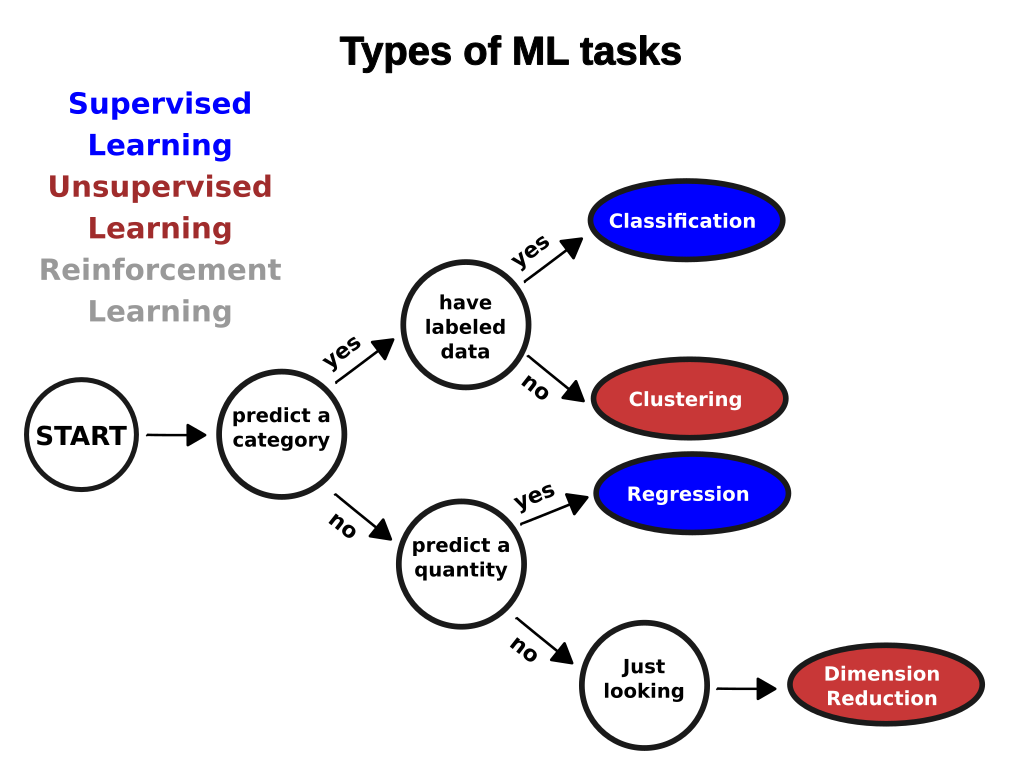 Types of ML tasks
Supervised
Learning
Unsupervised
Learning
Reinforcement
Learning
START
predict a
category
yes
have
labeled
data
yes
Classification
no
Clustering
no
predict a
quantity
yes
Regression
no
Just
looking
Dimension
Reduction